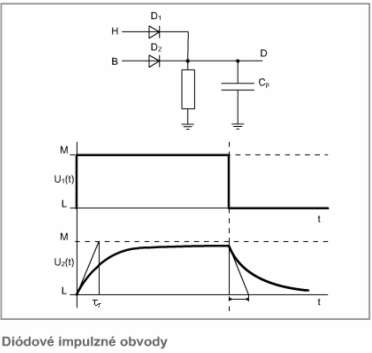 D₁
H
D₂
B
D
Cₚ
M
U₁(t)
L
t
M
U₂(t)
L
τᵣ
t
Diódové impulzné obvody